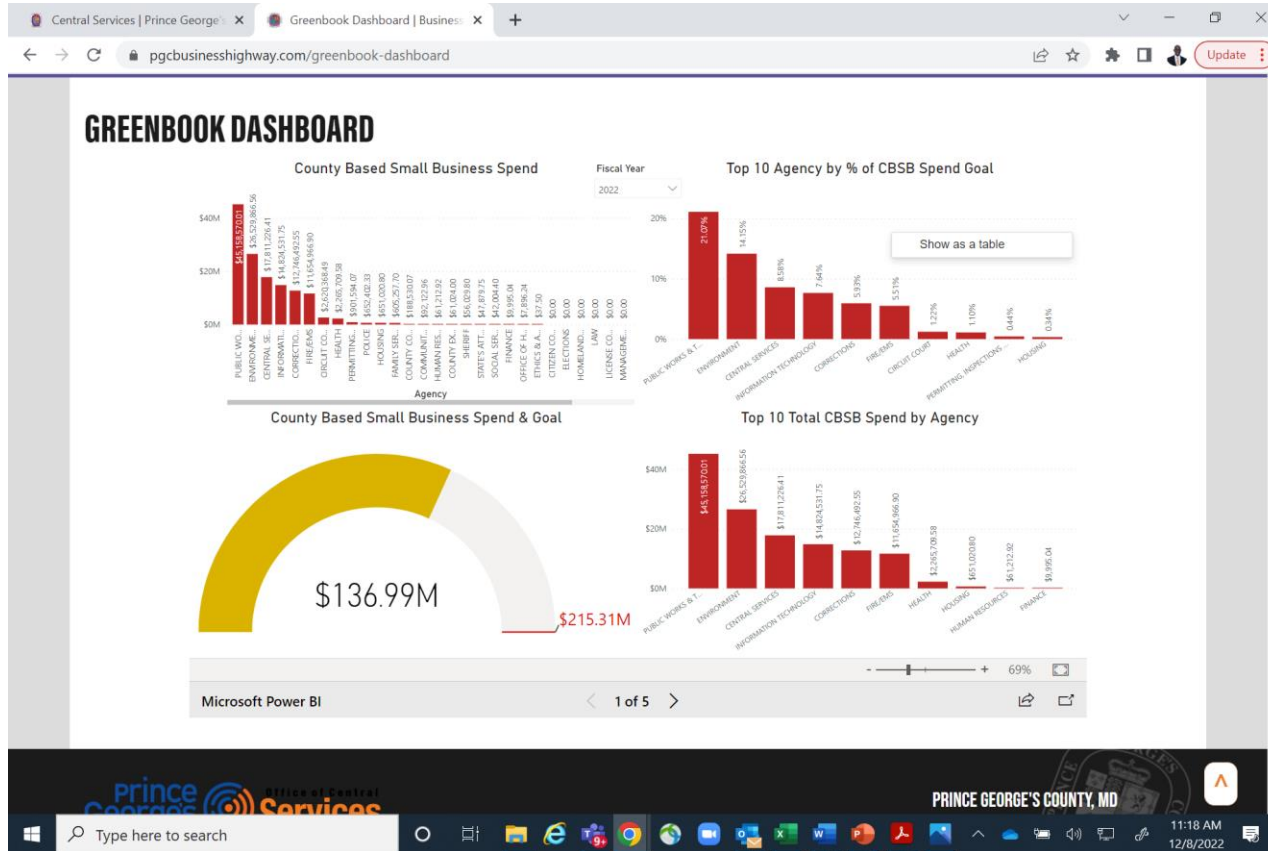 Central Services | Prince George's
Greenbook Dashboard | Business
pgcbusinesshighway.com/greenbook-dashboard
Update
GREENBOOK DASHBOARD
County Based Small Business Spend
Fiscal Year
2022
$40M
$20M
$0M
$45,158,570.01
$26,529,866.56
$17,811,226.41
$14,824,531.75
$12,746,492.55
$11,654,966.90
$2,620,368.49
$2,265,709.58
$901,594.07
$652,402.33
$651,020.80
$605,257.70
$188,530.07
$92,122.96
$61,212.92
$61,024.00
$56,029.80
$47,879.75
$42,004.40
$9,995.04
$7,896.24
$37.50
$0.00
$0.00
$0.00
$0.00
$0.00
$0.00
PUBLIC WO...
ENVIRONME...
CENTRAL SE...
INFORMATI...
CORRECTIO...
FIRE/EMS
CIRCUIT CO...
HEALTH
PERMITTING...
POLICE
HOUSING
FAMILY SER...
COUNTY CO...
COMMUNIT...
HUMAN RES...
COUNTY EX...
SHERIFF
STATE'S ATT...
SOCIAL SER...
FINANCE
OFFICE OF H...
ETHICS & A...
CITIZEN CO...
ELECTIONS
HOMELAND...
LAW
LICENSE CO...
MANAGEME...
Agency
Top 10 Agency by % of CBSB Spend Goal
Show as a table
20%
10%
0%
21.07%
14.15%
8.58%
7.64%
5.93%
5.51%
1.22%
1.10%
0.44%
0.34%
PUBLIC WORKS & T...
ENVIRONMENT
CENTRAL SERVICES
INFORMATION TECHNOLOGY
CORRECTIONS
FIRE/EMS
CIRCUIT COURT
HEALTH
PERMITTING, INSPECTIONS ...
HOUSING
County Based Small Business Spend & Goal
$136.99M
$215.31M
Top 10 Total CBSB Spend by Agency
$40M
$20M
$0M
$45,158,570.01
$26,529,866.56
$17,811,226.41
$14,824,531.75
$12,746,492.55
$11,654,966.90
$2,265,709.58
$651,020.80
$61,212.92
$9,995.04
PUBLIC WORKS & T...
ENVIRONMENT
CENTRAL SERVICES
INFORMATION TECHNOLOGY
CORRECTIONS
FIRE/EMS
HEALTH
HOUSING
HUMAN RESOURCES
FINANCE
- + 69%
Microsoft Power BI
1 of 5
Prince
George's
Office of Central
Services
PRINCE GEORGE'S COUNTY, MD
Type here to search
9+
11:18 AM
12/8/2022